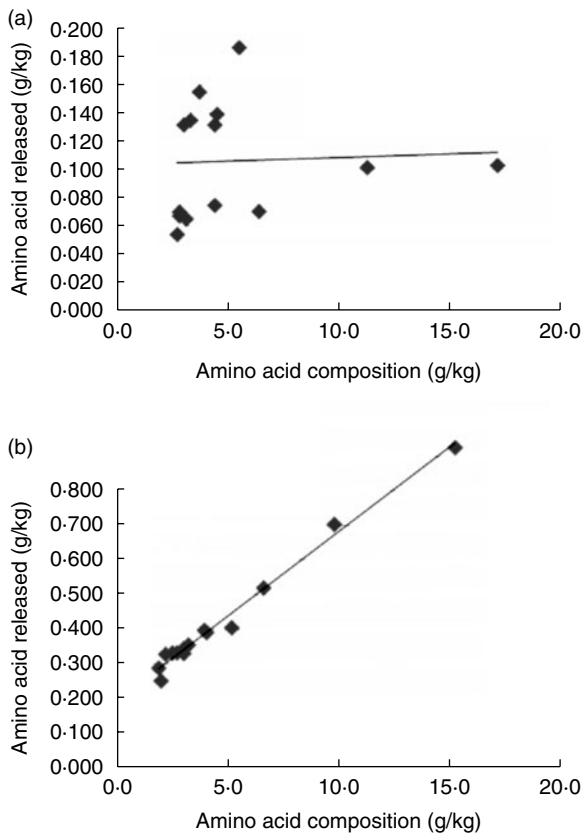 (a)
0·200
0·180
0·160
0·140
0·120
0·100
0·080
0·060
0·040
0·020
0·000
Amino acid released (g/kg)
0·0 5·0 10·0 15·0 20·0
Amino acid composition (g/kg)
(b)
0·800
0·700
0·600
0·500
0·400
0·300
0·200
0·100
0·000
Amino acid released (g/kg)
0·0 5·0 10·0 15·0 20·0
Amino acid composition (g/kg)